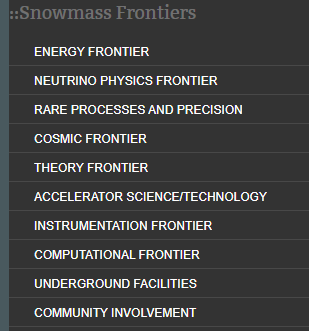 ::Snowmass Frontiers
ENERGY FRONTIER
NEUTRINO PHYSICS FRONTIER
RARE PROCESSES AND PRECISION
COSMIC FRONTIER
THEORY FRONTIER
ACCELERATOR SCIENCE/TECHNOLOGY
INSTRUMENTATION FRONTIER
COMPUTATIONAL FRONTIER
UNDERGROUND FACILITIES
COMMUNITY INVOLVEMENT